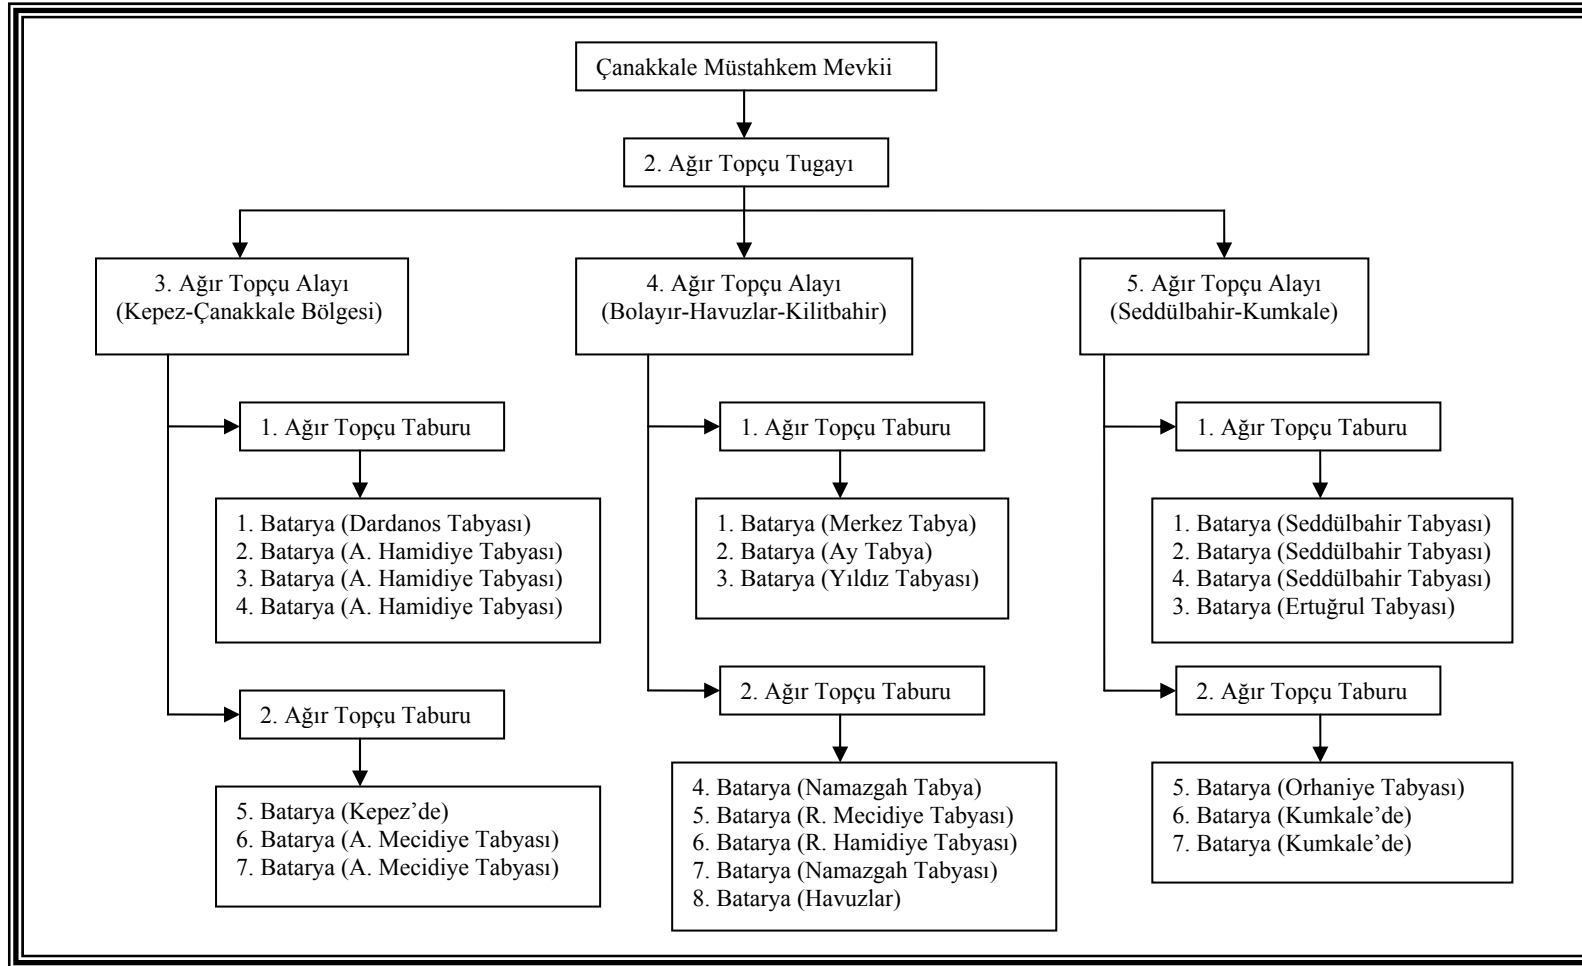 Çanakkale Müstahkem Mevkii
2. Ağır Topçu Tugayı
3. Ağır Topçu Alayı
(Kepez-Çanakkale Bölgesi)
1. Ağır Topçu Taburu
1. Batarya (Dardanos Tabyası)
2. Batarya (A. Hamidiye Tabyası)
3. Batarya (A. Hamidiye Tabyası)
4. Batarya (A. Hamidiye Tabyası)
2. Ağır Topçu Taburu
5. Batarya (Kepez’de)
6. Batarya (A. Mecidiye Tabyası)
7. Batarya (A. Mecidiye Tabyası)
4. Ağır Topçu Alayı
(Bolayır-Havuzlar-Kilitbahir)
1. Ağır Topçu Taburu
1. Batarya (Merkez Tabya)
2. Batarya (Ay Tabya)
3. Batarya (Yıldız Tabyası)
2. Ağır Topçu Taburu
4. Batarya (Namazgah Tabya)
5. Batarya (R. Mecidiye Tabyası)
6. Batarya (R. Hamidiye Tabyası)
7. Batarya (Namazgah Tabyası)
8. Batarya (Havuzlar)
5. Ağır Topçu Alayı
(Seddülbahir-Kumkale)
1. Ağır Topçu Taburu
1. Batarya (Seddülbahir Tabyası)
2. Batarya (Seddülbahir Tabyası)
4. Batarya (Seddülbahir Tabyası)
3. Batarya (Ertuğrul Tabyası)
2. Ağır Topçu Taburu
5. Batarya (Orhaniye Tabyası)
6. Batarya (Kumkale’de)
7. Batarya (Kumkale’de)